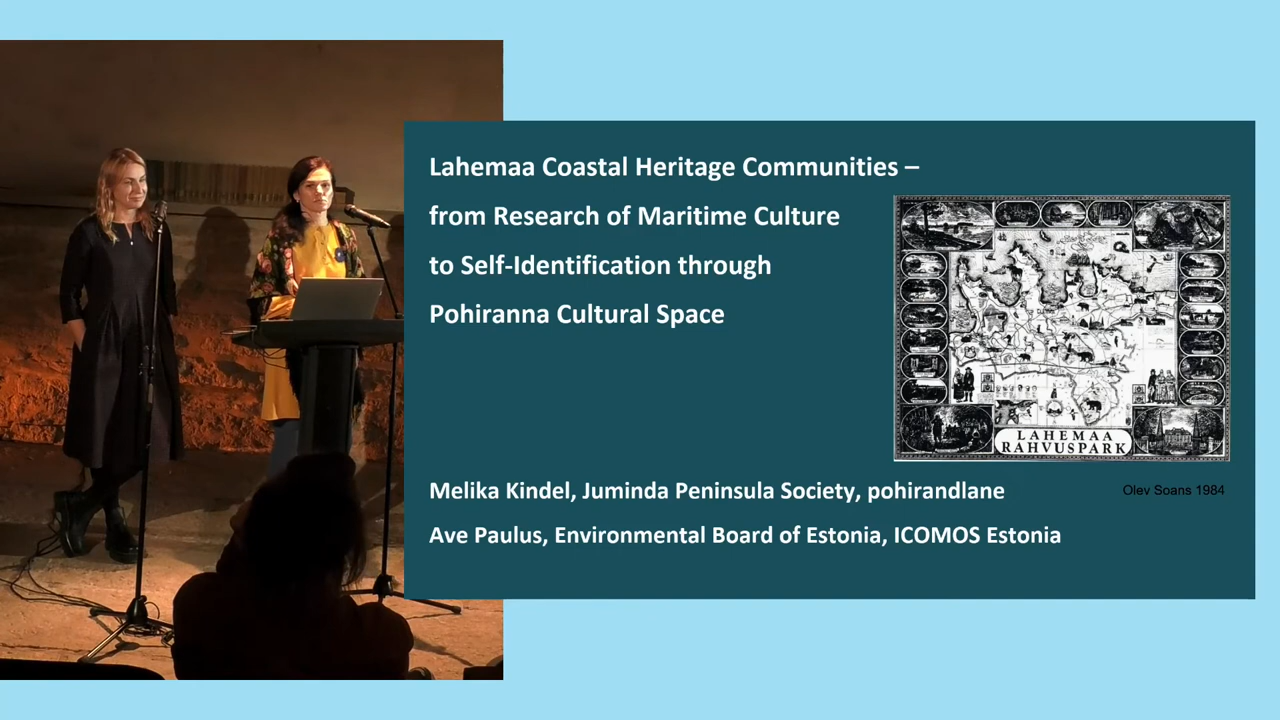 Lahemaa Coastal Heritage Communities –
from Research of Maritime Culture
to Self-Identification through
Pohiranna Cultural Space
LAHEMAA
RAHVUSPARK
Melika Kindel, Juminda Peninsula Society, pohirandlane
Olev Soans 1984
Ave Paulus, Environmental Board of Estonia, ICOMOS Estonia